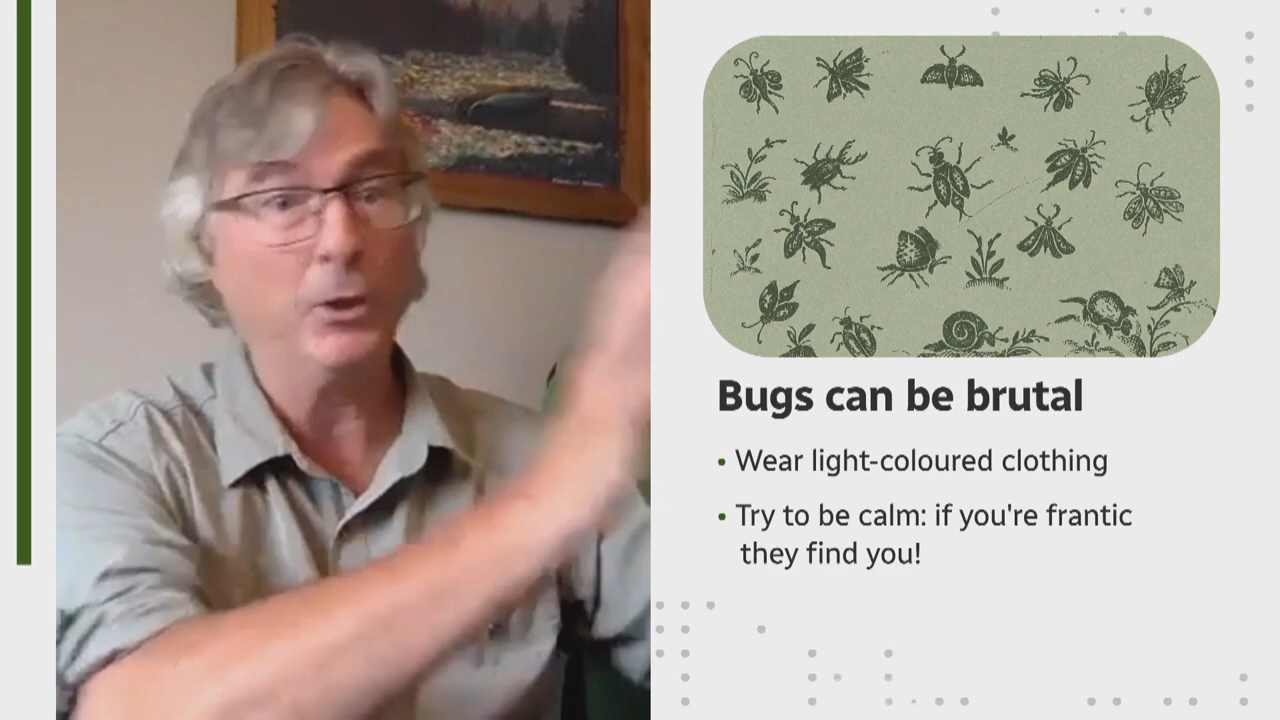 Bugs can be brutal
• Wear light-coloured clothing
• Try to be calm: if you're frantic
they find you!